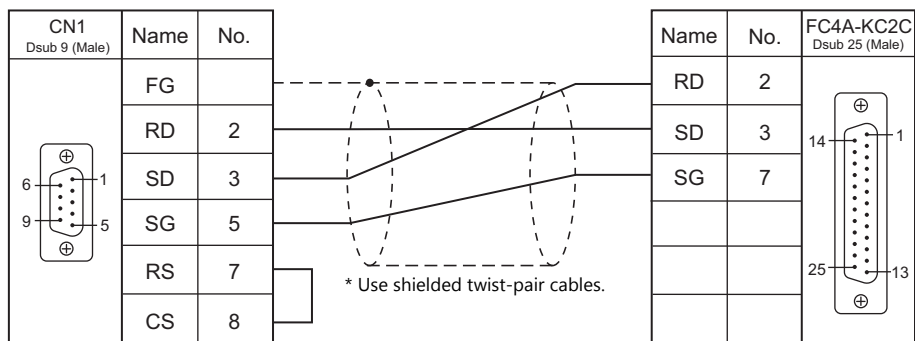 CN1
Dsub 9 (Male)
Name No.
FG
RD 2
SD 3
SG 5
RS 7
CS 8
6 1
9 5
* Use shielded twist-pair cables.
Name No.
FC4A-KC2C
Dsub 25 (Male)
RD 2
SD 3
SG 7
14 1
25 13